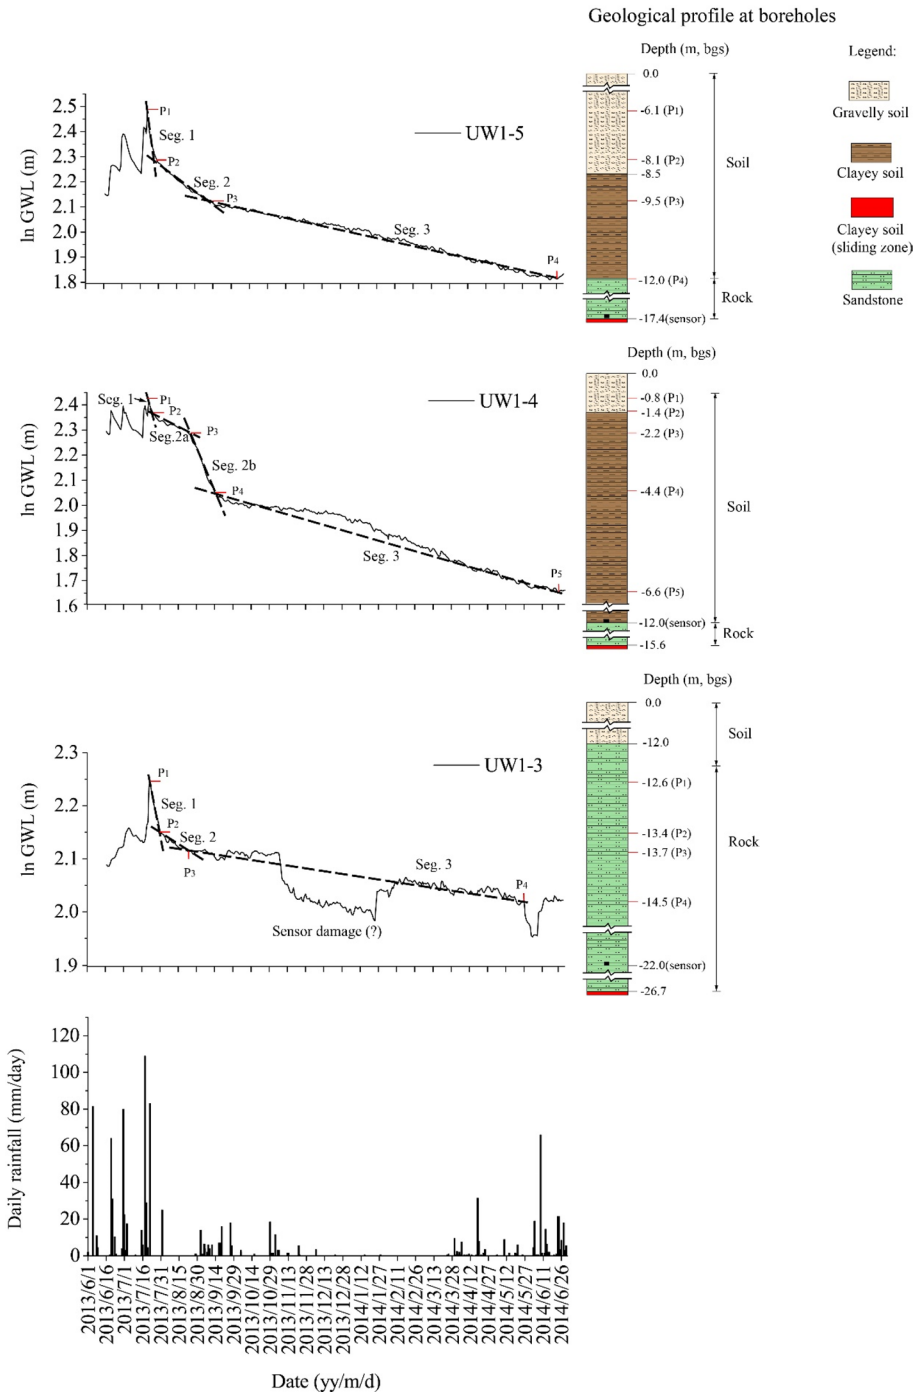 Geological profile at boreholes
Depth (m, bgs)
Legend:
Gravelly soil
Clayey soil
Clayey soil
(sliding zone)
Sandstone
ln GWL (m)
2.5
2.4
2.3
2.2
2.1
2.0
1.9
1.8
P1
Seg. 1
P2
Seg. 2
P3
Seg. 3
P4
UW1-5
0.0
-6.1 (P1)
-8.1 (P2)
-8.5
-9.5 (P3)
-12.0 (P4)
-17.4(sensor)
Soil
Rock
Depth (m, bgs)
ln GWL (m)
2.4
2.3
2.2
2.1
2.0
1.9
1.8
1.7
1.6
Seg. 1
P1
P2
Seg.2a
P3
Seg. 2b
P4
Seg. 3
P5
UW1-4
0.0
-0.8 (P1)
-1.4 (P2)
-2.2 (P3)
-4.4 (P4)
-6.6 (P5)
-12.0(sensor)
-15.6
Soil
Rock
Depth (m, bgs)
ln GWL (m)
2.3
2.2
2.1
2.0
1.9
P1
Seg. 1
P2
Seg. 2
P3
Seg. 3
P4
Sensor damage (?)
UW1-3
0.0
-12.0
-12.6 (P1)
-13.4 (P2)
-13.7 (P3)
-14.5 (P4)
-22.0(sensor)
-26.7
Soil
Rock
Daily rainfall (mm/day)
120
100
80
60
40
20
0
2013/6/1
2013/6/16
2013/7/1
2013/7/16
2013/7/31
2013/8/15
2013/8/30
2013/9/14
2013/9/29
2013/10/14
2013/10/29
2013/11/13
2013/11/28
2013/12/13
2013/12/28
2014/1/12
2014/1/27
2014/2/11
2014/2/26
2014/3/13
2014/3/28
2014/4/12
2014/4/27
2014/5/12
2014/5/27
2014/6/11
2014/6/26
Date (yy/m/d)